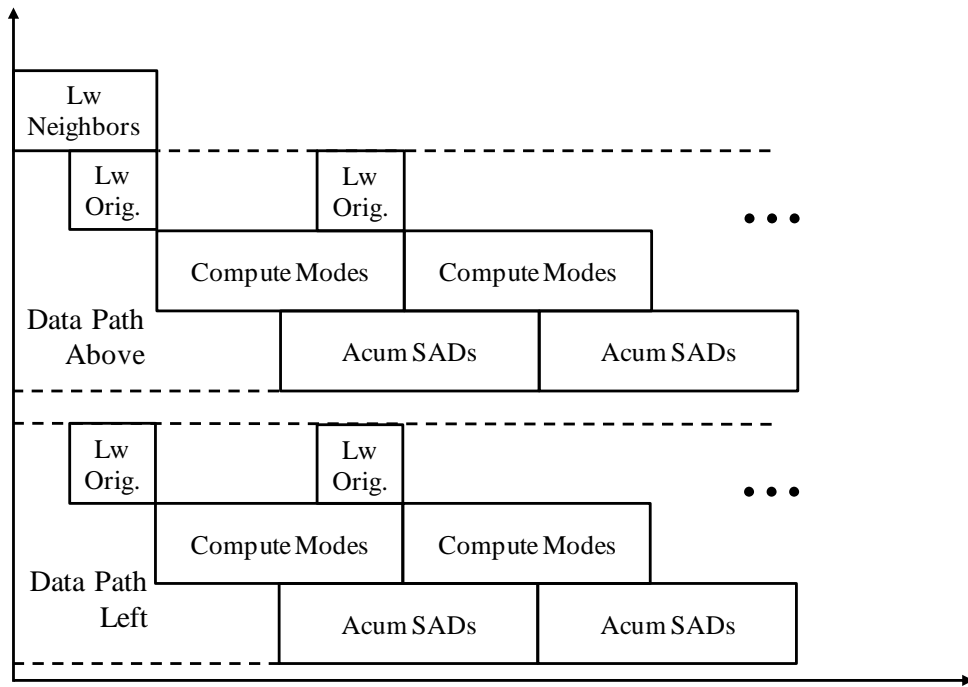 Lw
Neighbors
Lw
Orig.
Lw
Orig.
Compute Modes
Compute Modes
Data Path
Above
Acum SADs
Acum SADs
Lw
Orig.
Lw
Orig.
Compute Modes
Compute Modes
Data Path
Left
Acum SADs
Acum SADs